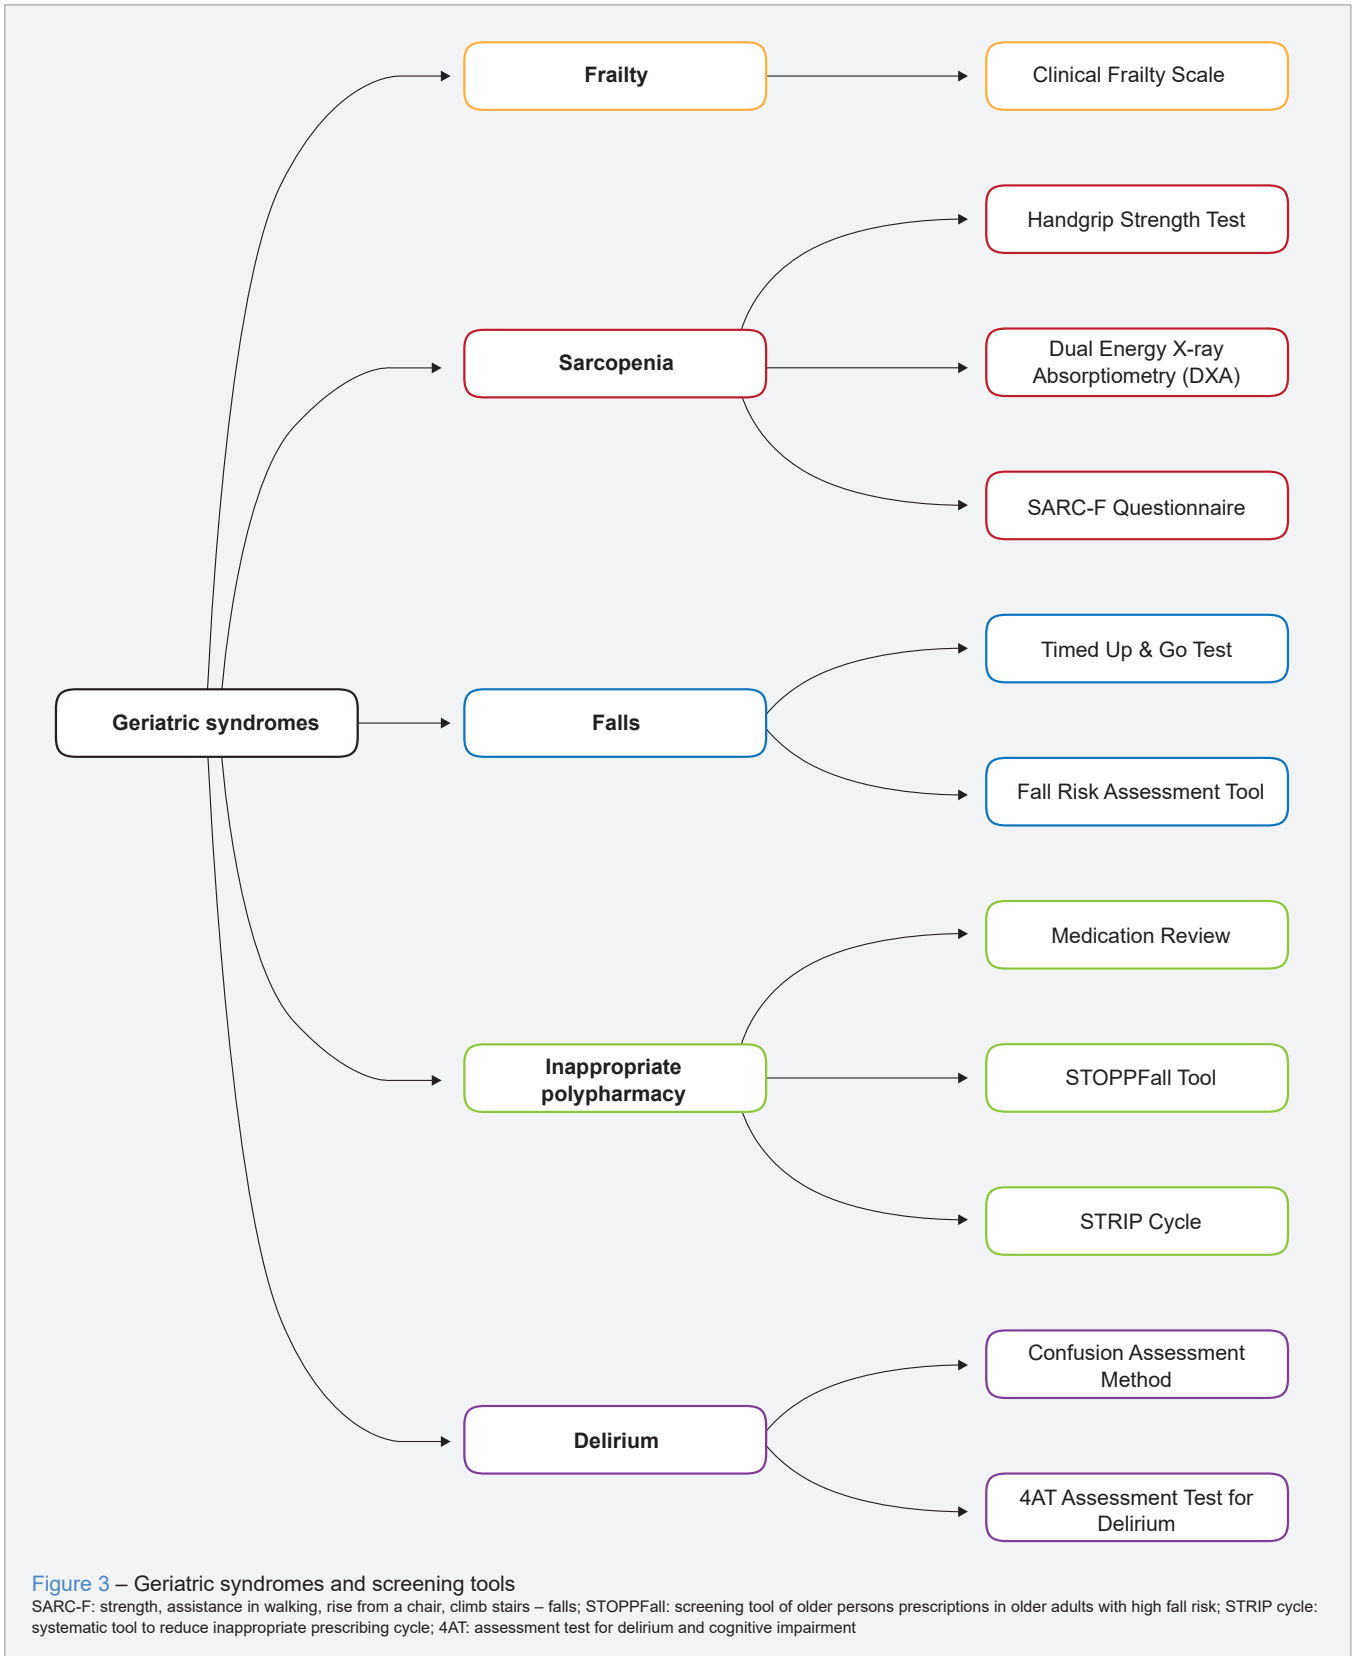 Frailty
Clinical Frailty Scale
Handgrip Strength Test
Sarcopenia
Dual Energy X-ray
Absorptiometry (DXA)
SARC-F Questionnaire
Timed Up & Go Test
Geriatric syndromes
Falls
Fall Risk Assessment Tool
Medication Review
Inappropriate
polypharmacy
STOPPFall Tool
STRIP Cycle
Confusion Assessment
Method
Delirium
4AT Assessment Test for
Delirium
Figure 3 – Geriatric syndromes and screening tools
SARC-F: strength, assistance in walking, rise from a chair, climb stairs – falls; STOPPFall: screening tool of older persons prescriptions in older adults with high fall risk; STRIP cycle:
systematic tool to reduce inappropriate prescribing cycle; 4AT: assessment test for delirium and cognitive impairment